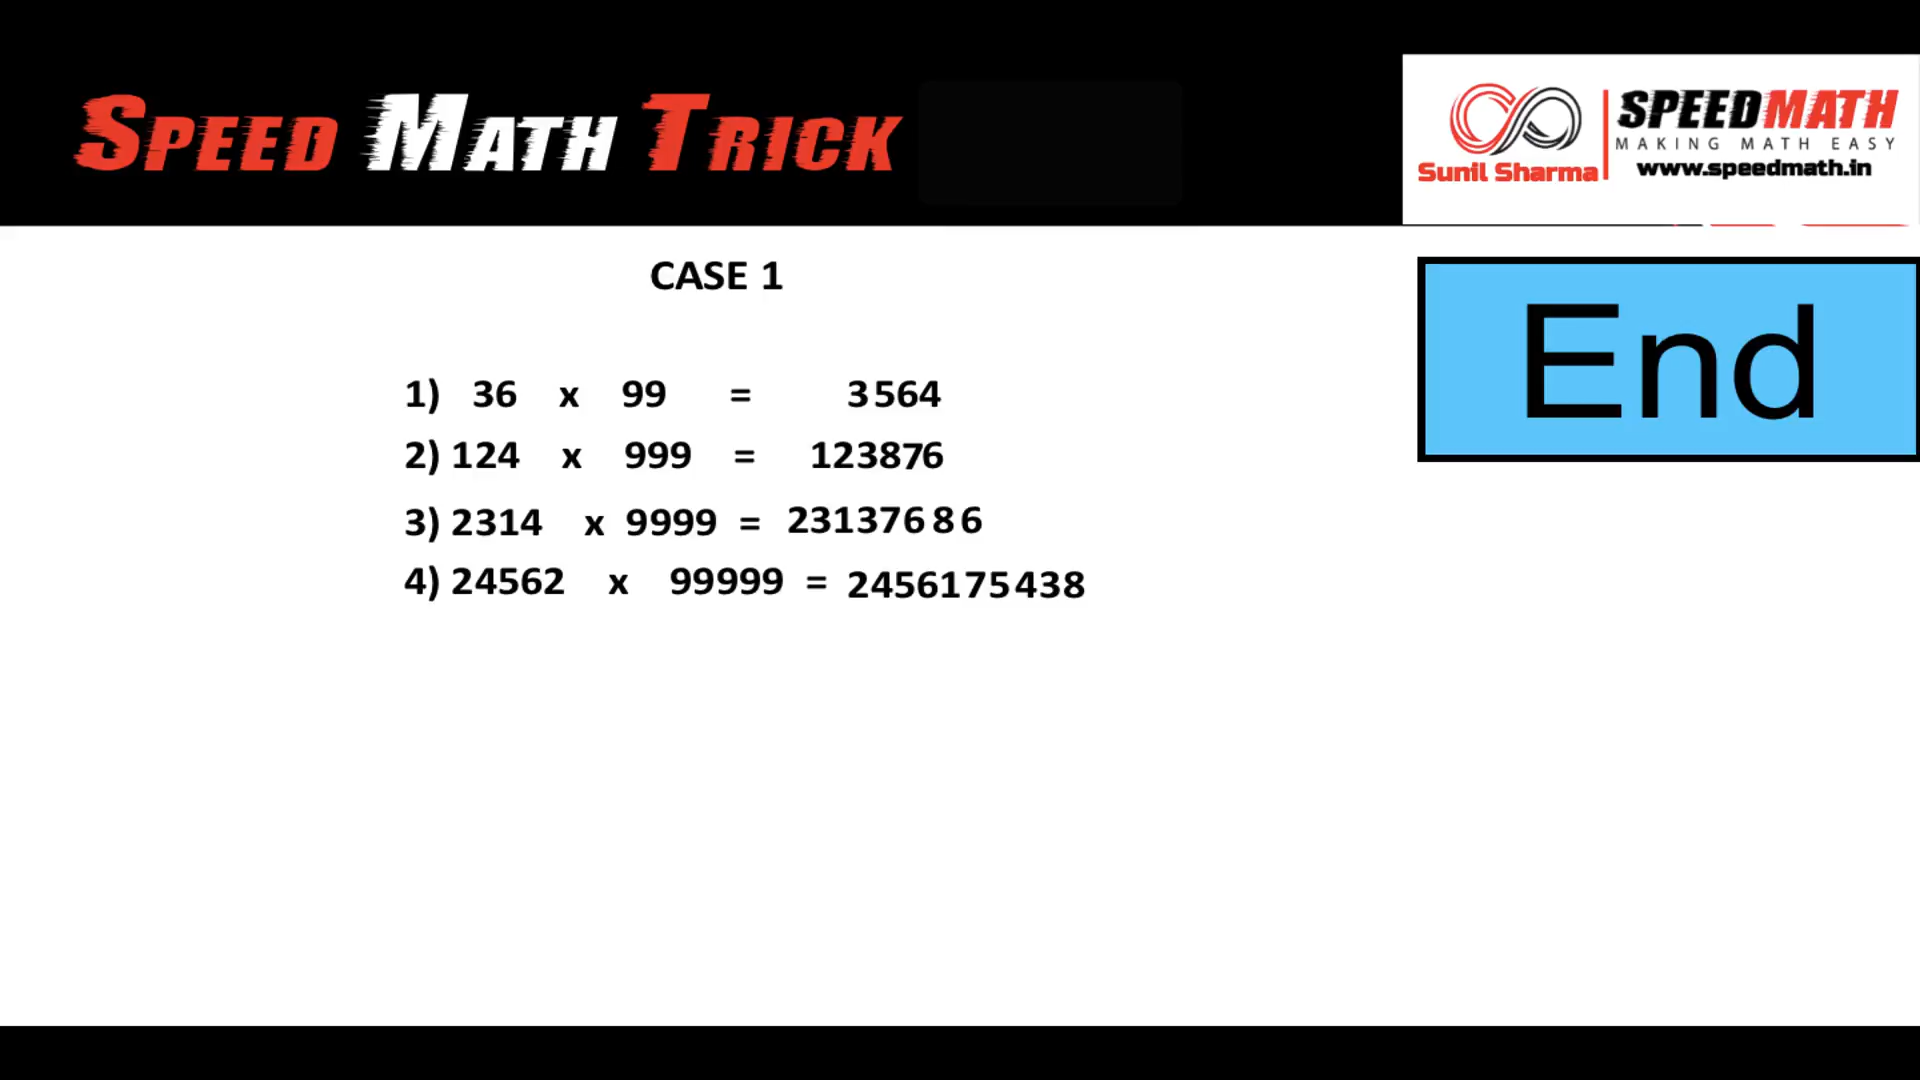 SPEED MATH TRICK
SPEEDMATH
MAKING MATH EASY
Sunil Sharma
www.speedmath.in
CASE 1
End
1) 36 x 99 = 3564
2) 124 x 999 = 123876
3) 2314 x 9999 = 23137686
4) 24562 x 99999 = 2456175438